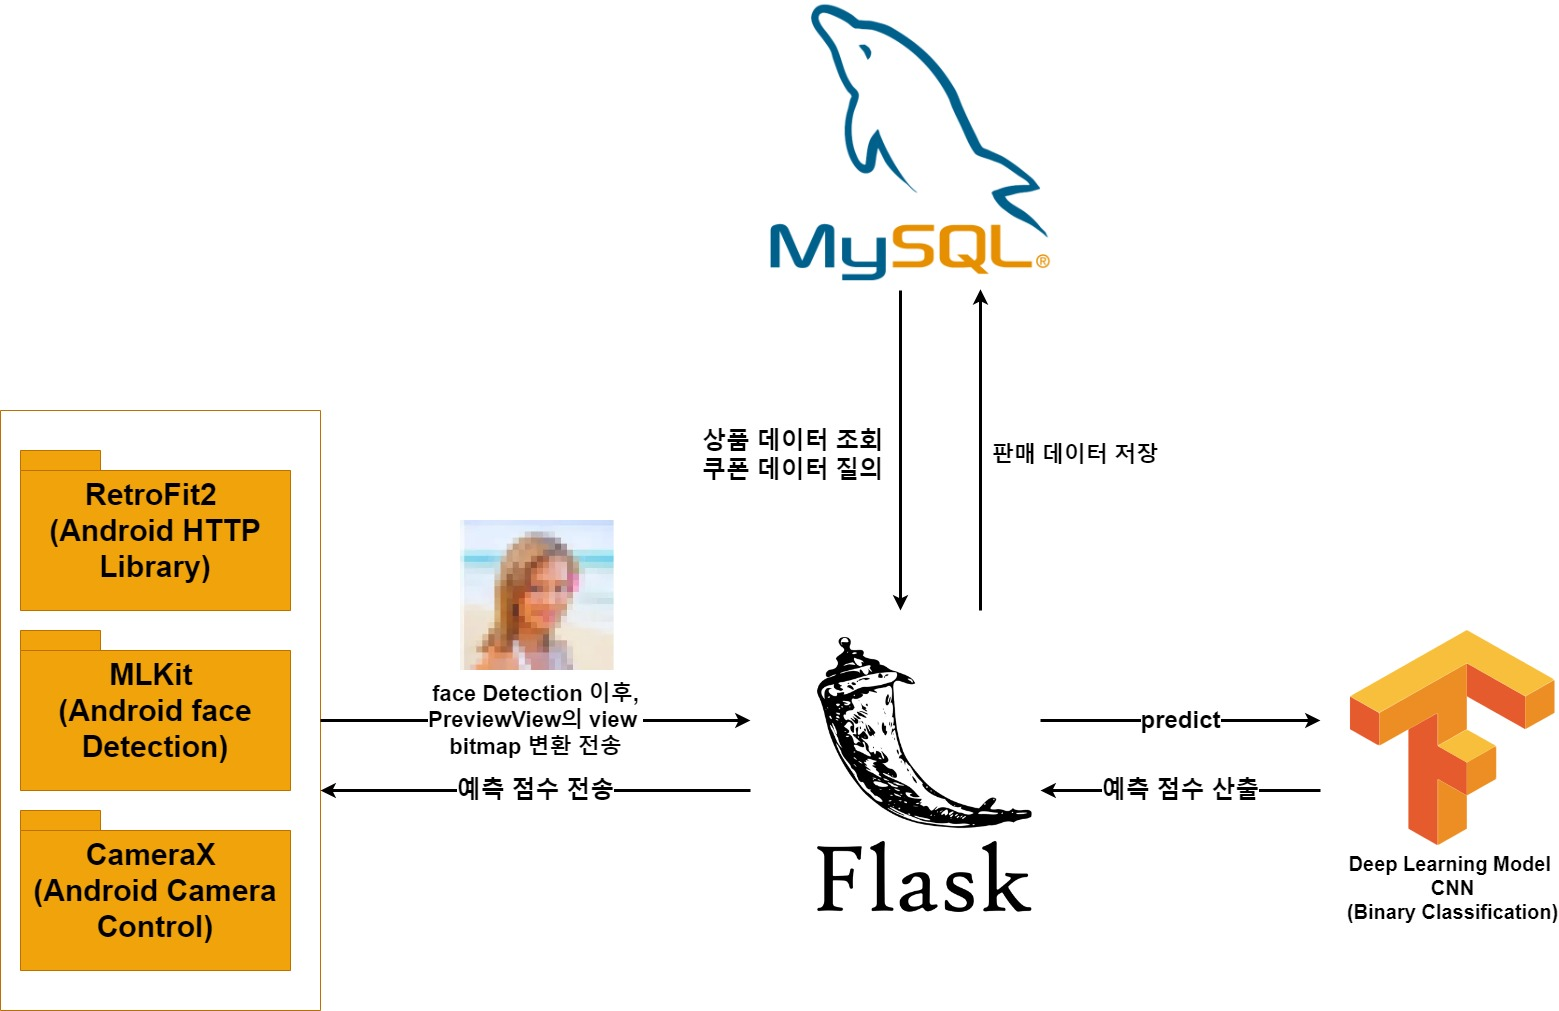 MySQL®
상품 데이터 조회
쿠폰 데이터 질의
판매 데이터 저장
RetroFit2
(Android HTTP
Library)
MLKit
(Android face
Detection)
CameraX
(Android Camera
Control)
face Detection 이후,
PreviewView의 view
bitmap 변환 전송
예측 점수 전송
Flask
predict
예측 점수 산출
Deep Learning Model
CNN
(Binary Classification)